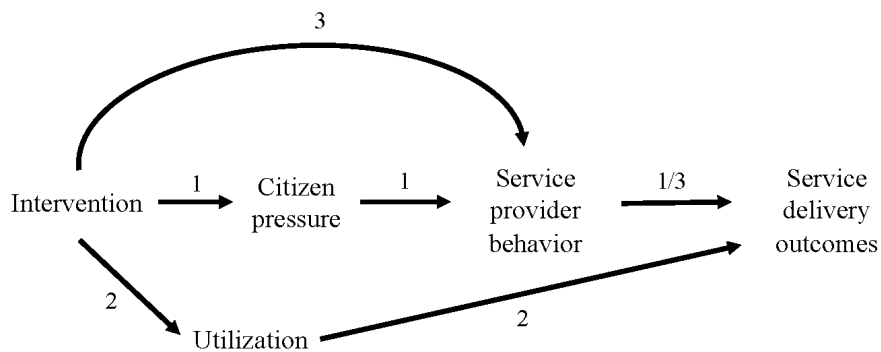 3
Intervention
1
Citizen
pressure
1
Service
provider
behavior
1/3
Service
delivery
outcomes
2
Utilization
2